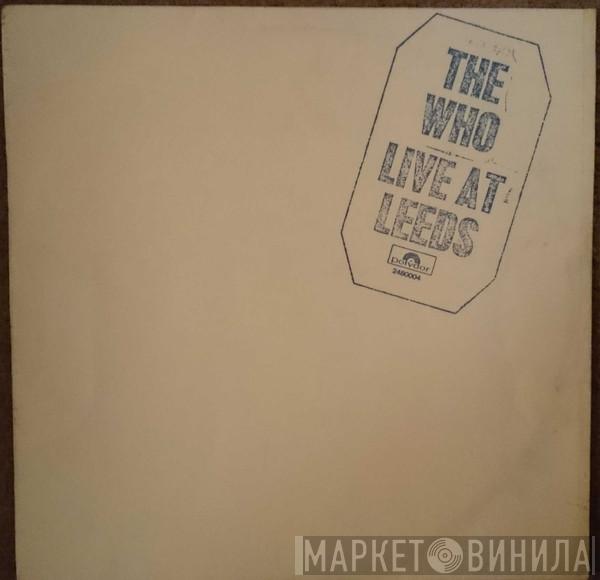 THE
WHO
LIVE AT
LEEDS
polydor
2480004
МАРКЕТ ВИНИЛА